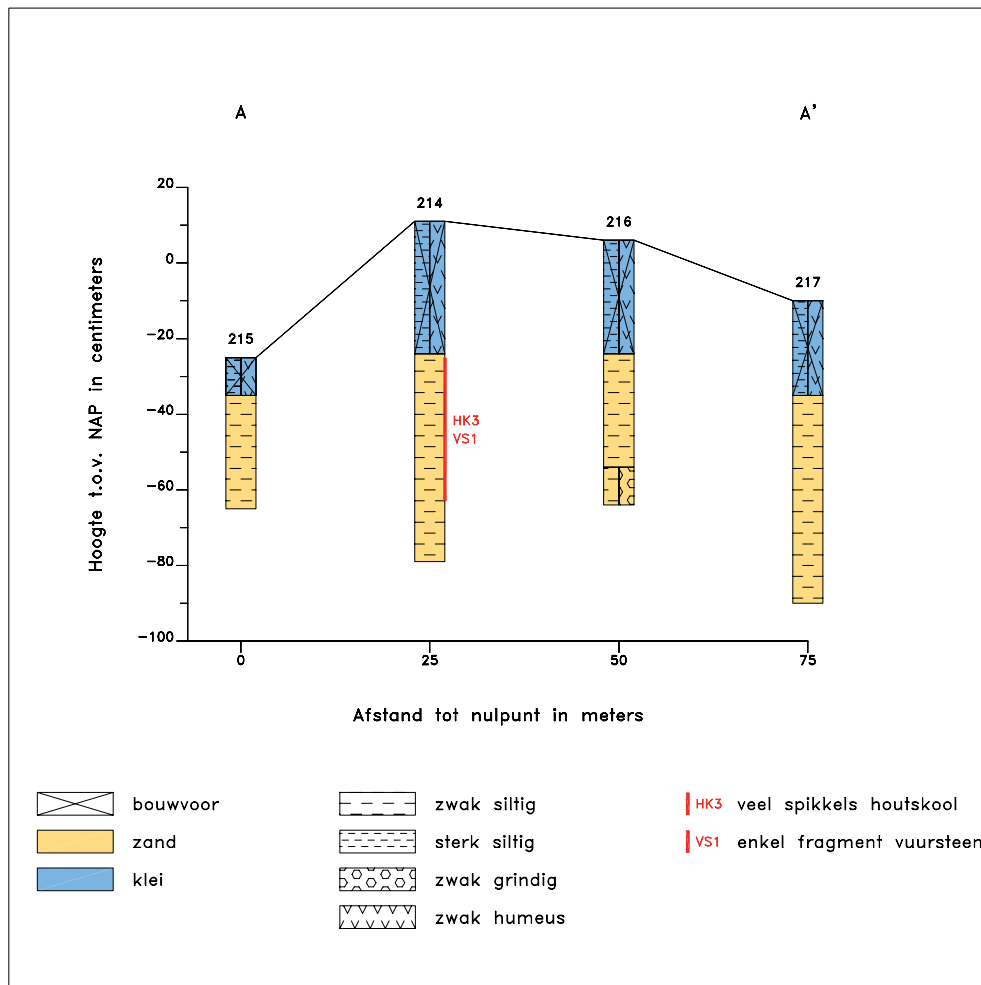 A A'
20
214
216
0
217
-20
215
-40
HK3
VS1
-60
-80
-100
0 25 50 75
Hoogte t.o.v. NAP in centimeters
Afstand tot nulpunt in meters
bouwvoor
zand
klei
zwak siltig
sterk siltig
zwak grindig
zwak humeus
HK3 veel spikkels houtskool
VS1 enkel fragment vuursteen